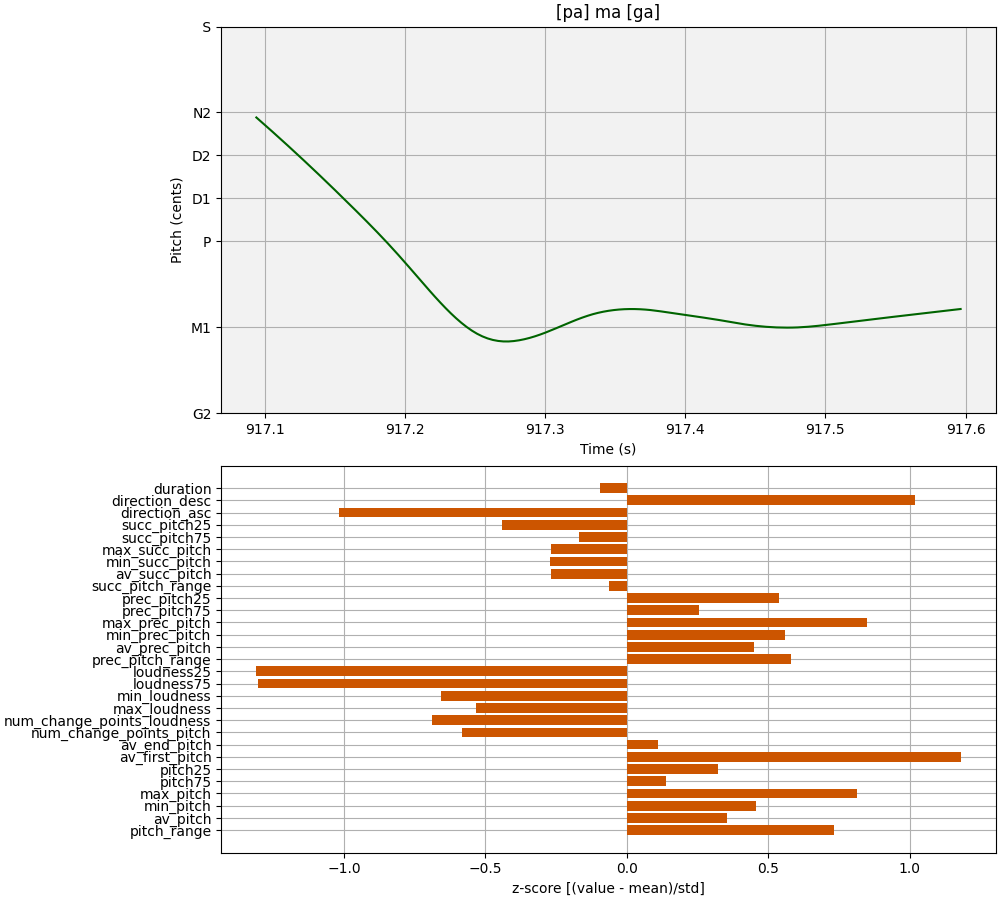 [pa] ma [ga]
S
N2
D2
D1
P
M1
G2
Pitch (cents)
917.1 917.2 917.3 917.4 917.5 917.6
Time (s)
duration
direction_desc
direction_asc
succ_pitch25
succ_pitch75
max_succ_pitch
min_succ_pitch
av_succ_pitch
succ_pitch_range
prec_pitch25
prec_pitch75
max_prec_pitch
min_prec_pitch
av_prec_pitch
prec_pitch_range
loudness25
loudness75
min_loudness
max_loudness
num_change_points_loudness
num_change_points_pitch
av_end_pitch
av_first_pitch
pitch25
pitch75
max_pitch
min_pitch
av_pitch
pitch_range
−1.0 −0.5 0.0 0.5 1.0
z-score [(value - mean)/std]